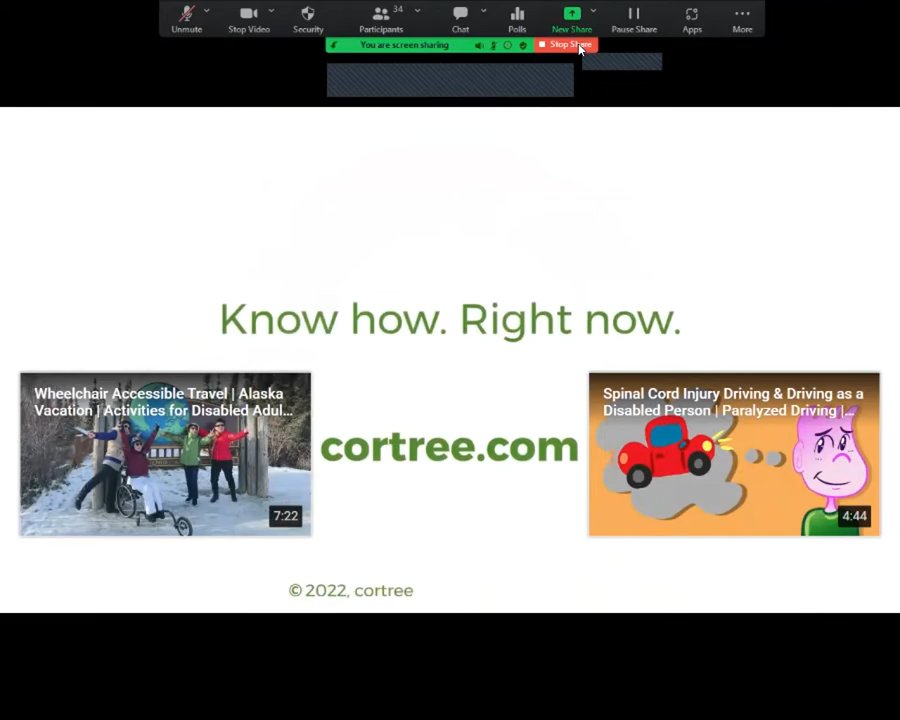 34
Unmute Stop Video Security Participants Chat Polls New Share Pause Share Apps More
You are screen sharing Stop Share
Know how. Right now.
Wheelchair Accessible Travel | Alaska
Vacation | Activities for Disabled Adul...
7:22
cortree.com
Spinal Cord Injury Driving & Driving as a
Disabled Person | Paralyzed Driving |...
4:44
© 2022, cortree